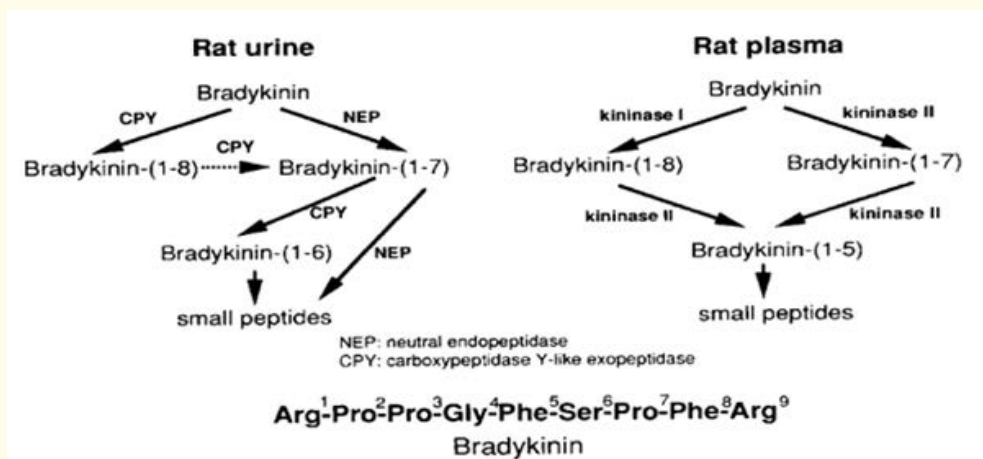 Rat urine
Bradykinin
CPY
NEP
Bradykinin-(1-8)
CPY
Bradykinin-(1-7)
CPY
Bradykinin-(1-6)
NEP
small peptides
Rat plasma
Bradykinin
kininase I
kininase II
Bradykinin-(1-8)
Bradykinin-(1-7)
kininase II
kininase II
Bradykinin-(1-5)
small peptides
NEP: neutral endopeptidase
CPY: carboxypeptidase Y-like exopeptidase
Arg¹-Pro²-Pro³-Gly⁴-Phe⁵-Ser⁶-Pro⁷-Phe⁸-Arg⁹
Bradykinin